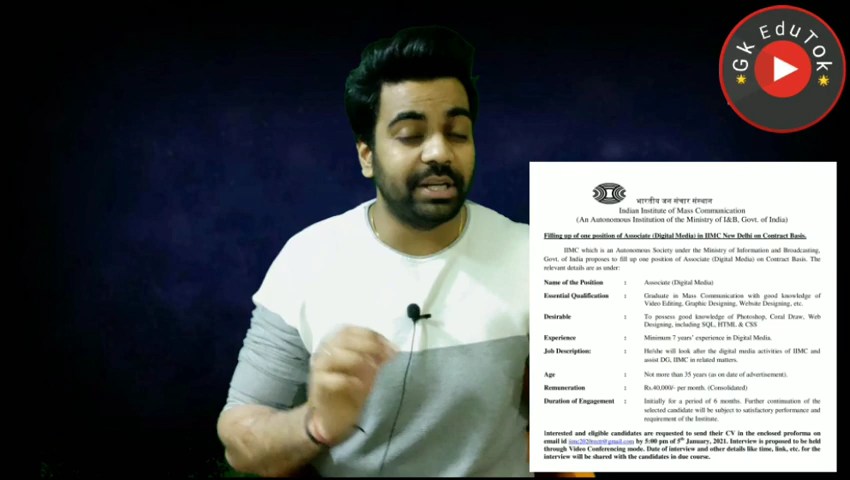 GK EduTok
भारतीय जन संचार संस्थान
Indian Institute of Mass Communication
(An Autonomous Institution of the Ministry of I&B, Govt. of India)
Filling up of one position of Associate (Digital Media) in IIMC New Delhi on Contract Basis.
IIMC which is an Autonomous Society under the Ministry of Information and Broadcasting,
Govt. of India proposes to fill up one position of Associate (Digital Media) on Contract Basis. The
relevant details are as under:
Name of the Position : Associate (Digital Media)
Essential Qualification : Graduate in Mass Communication with good knowledge of
Video Editing, Graphic Designing, Website Designing, etc.
Desirable : To possess good knowledge of Photoshop, Coral Draw, Web
Designing, including SQL, HTML & CSS
Experience : Minimum 7 years' experience in Digital Media.
Job Description: : He/she will look after the digital media activities of IIMC and
assist DG, IIMC in related matters.
Age : Not more than 35 years (as on date of advertisement).
Remuneration : Rs.40,000/- per month. (Consolidated)
Duration of Engagement : Initially for a period of 6 months. Further continuation of the
selected candidate will be subject to satisfactory performance and
requirement of the Institute.
Interested and eligible candidates are requested to send their CV in the enclosed proforma on
email id by 5:00 pm of 5th January, 2021. Interview is proposed to be held
through Video Conferencing mode. Date of interview and other details like time, link, etc. for the
interview will be shared with the candidates in due course.